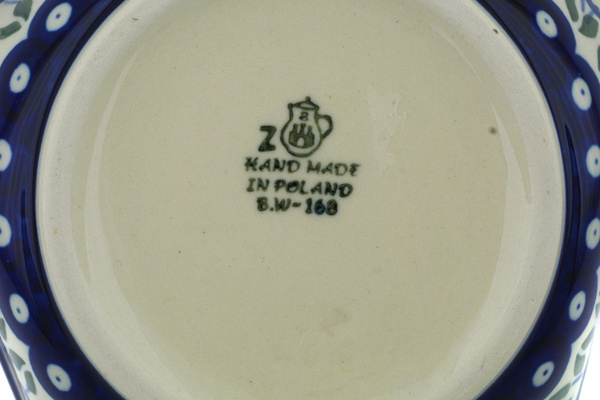 Z
HAND MADE
IN POLAND
B.W-168